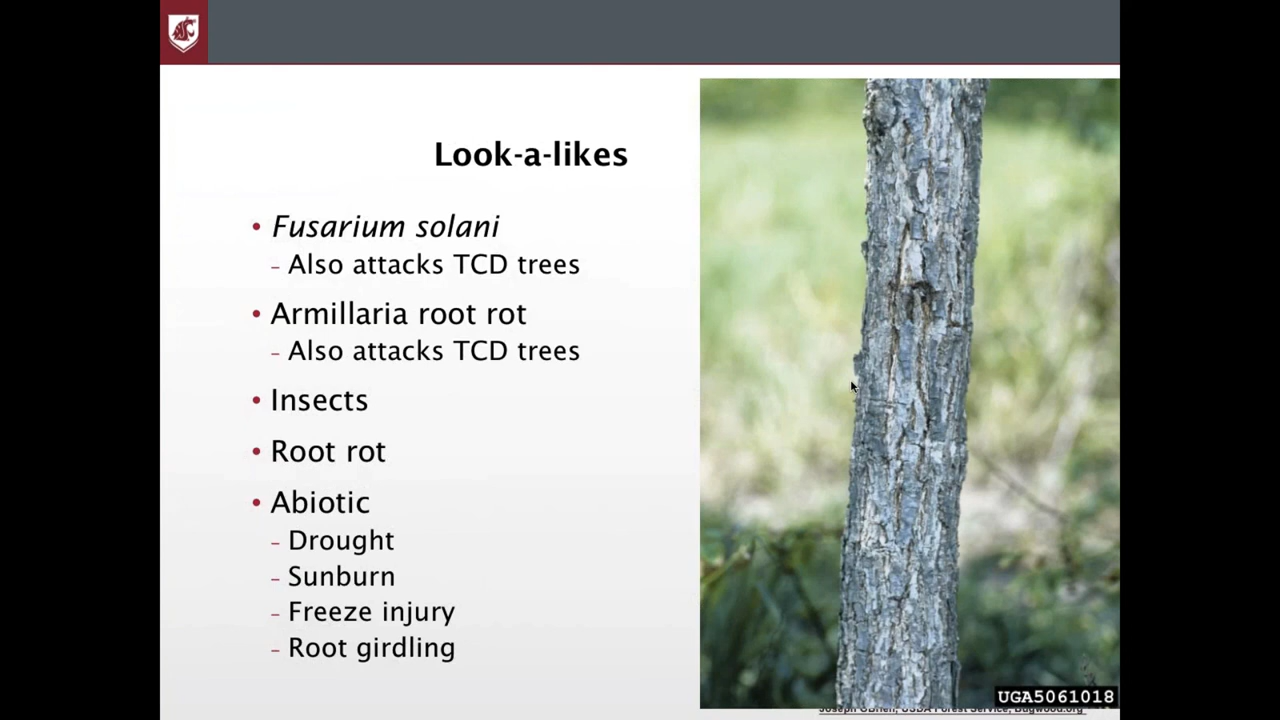 Look-a-likes
• Fusarium solani
– Also attacks TCD trees
• Armillaria root rot
– Also attacks TCD trees
• Insects
• Root rot
• Abiotic
– Drought
– Sunburn
– Freeze injury
– Root girdling
UGA5061018
Joseph OBrien, USDA Forest Service, Bugwood.org